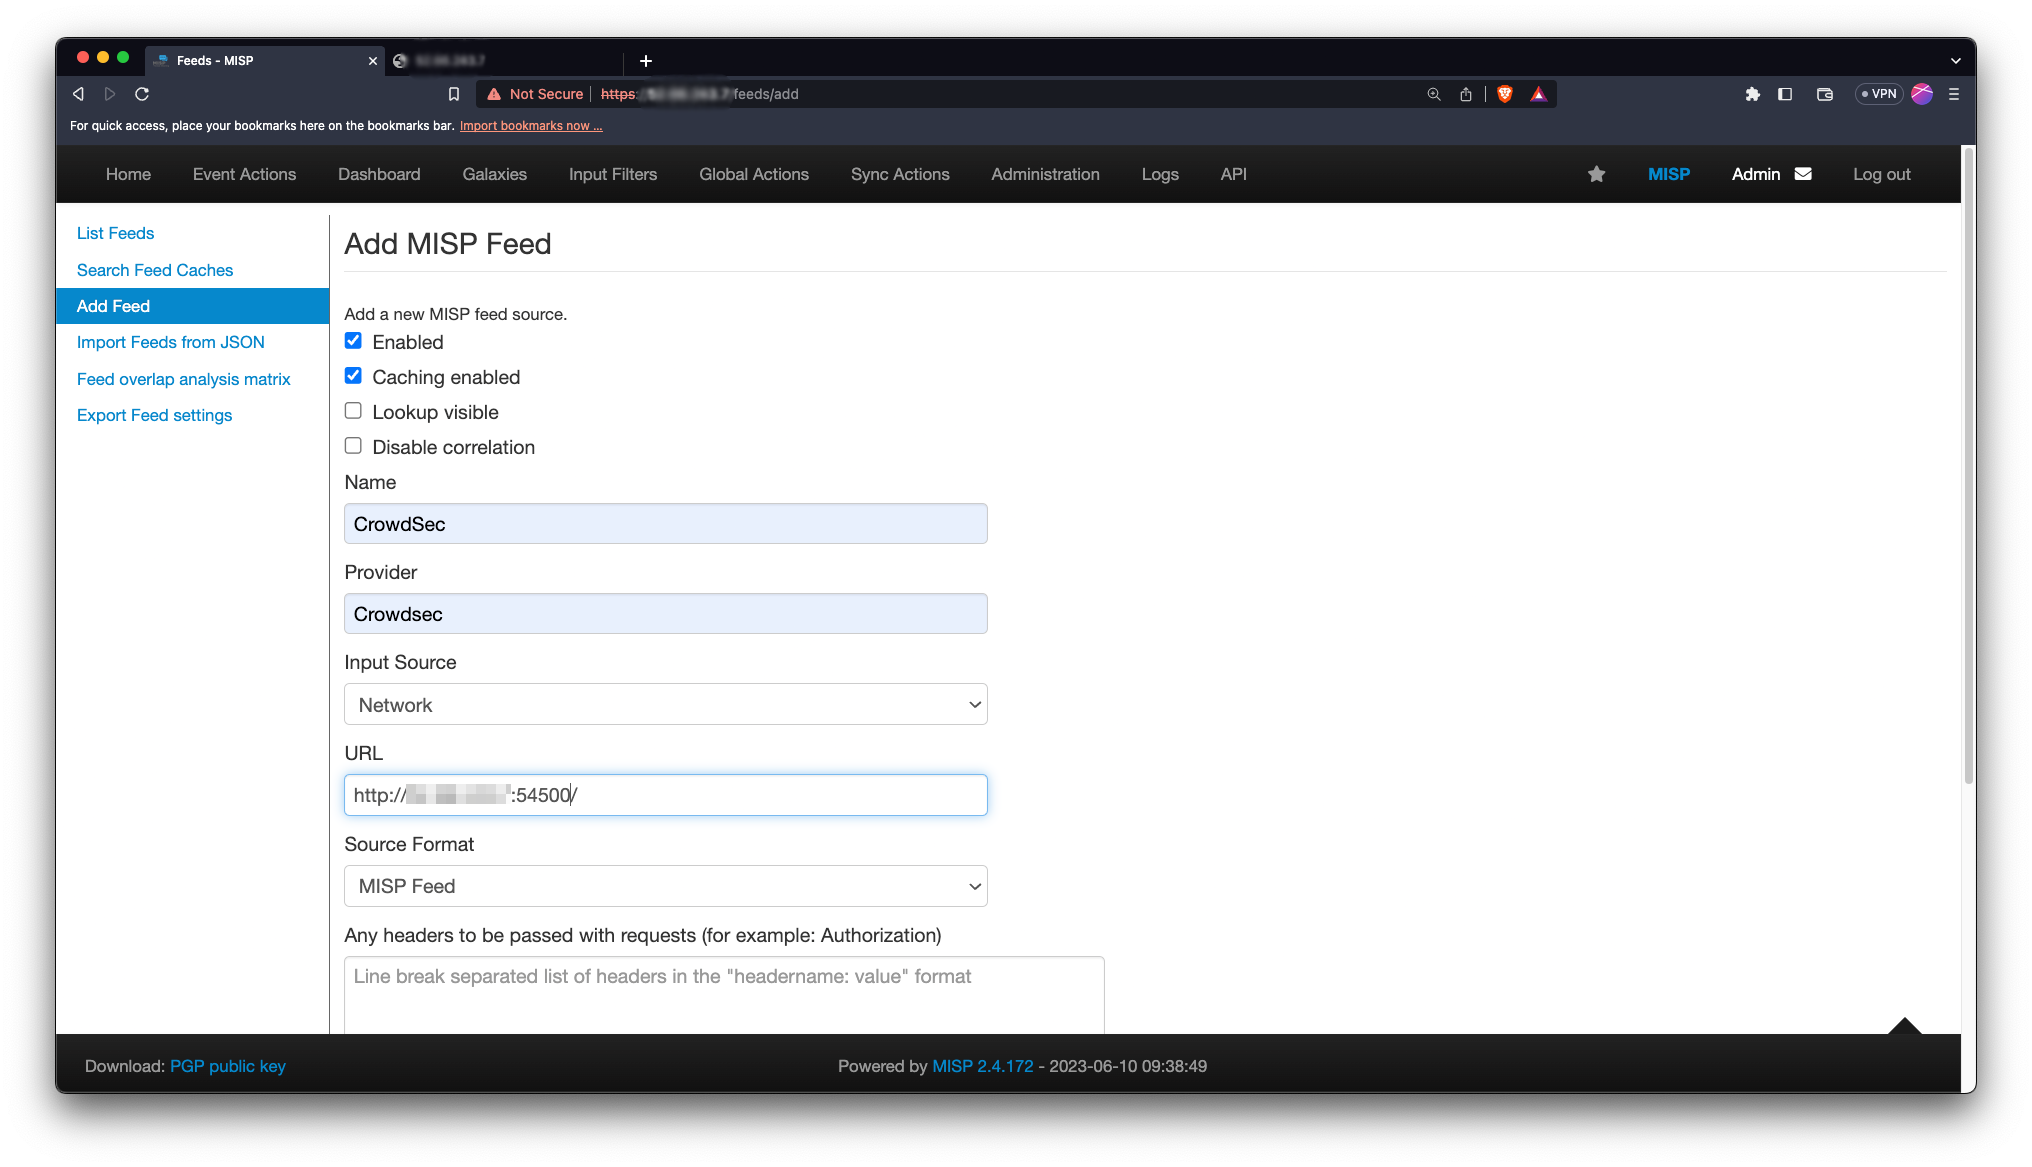 Feeds - MISP
Not Secure https:// /feeds/add
VPN
For quick access, place your bookmarks here on the bookmarks bar. Import bookmarks now ...
Home Event Actions Dashboard Galaxies Input Filters Global Actions Sync Actions Administration Logs API MISP Admin Log out
List Feeds
Search Feed Caches
Add Feed
Import Feeds from JSON
Feed overlap analysis matrix
Export Feed settings
Add MISP Feed
Add a new MISP feed source.
Enabled
Caching enabled
Lookup visible
Disable correlation
Name
CrowdSec
Provider
Crowdsec
Input Source
Network
URL
http:// :54500/
Source Format
MISP Feed
Any headers to be passed with requests (for example: Authorization)
Line break separated list of headers in the "headername: value" format
Download: PGP public key
Powered by MISP 2.4.172 - 2023-06-10 09:38:49